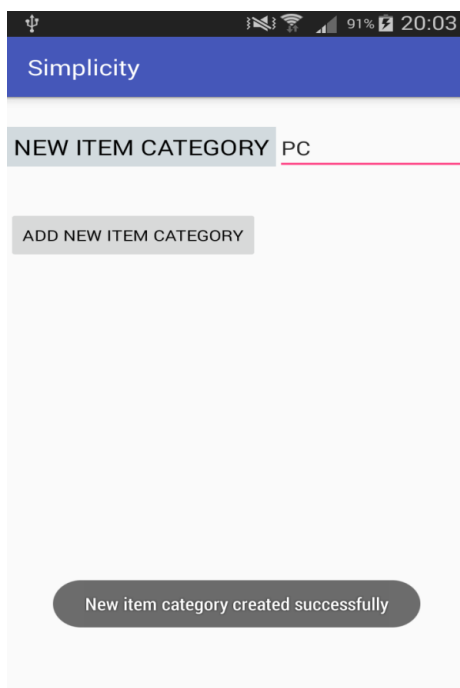 91% 20:03
Simplicity
NEW ITEM CATEGORY PC
ADD NEW ITEM CATEGORY
New item category created successfully